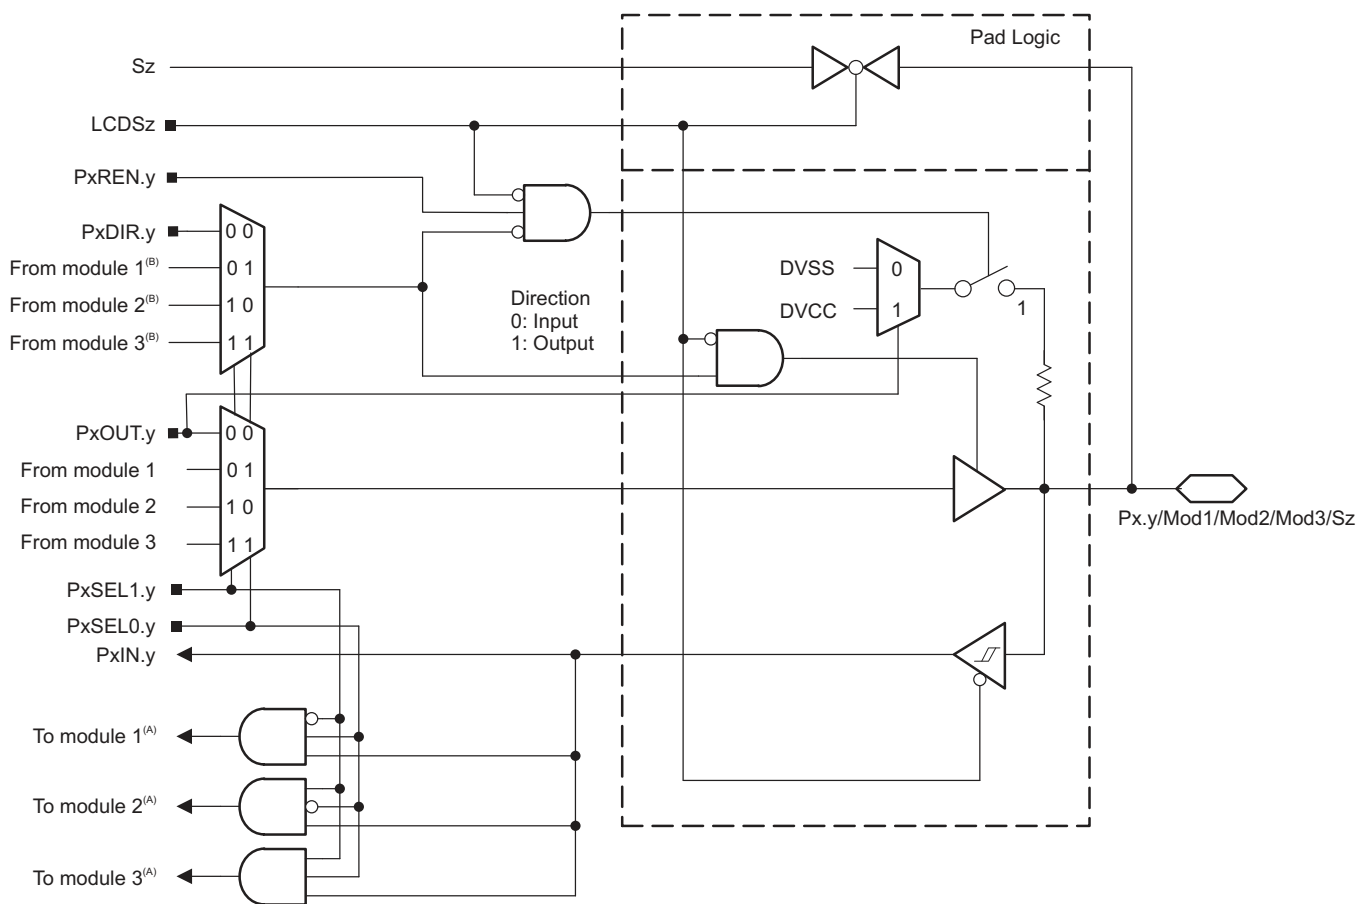 Pad Logic
Sz
LCDSz
PxREN.y
PxDIR.y
0 0
From module 1(B)
0 1
From module 2(B)
1 0
From module 3(B)
1 1
Direction
0: Input
1: Output
DVSS
0
DVCC
1
1
PxOUT.y
0 0
From module 1
0 1
From module 2
1 0
From module 3
1 1
Px.y/Mod1/Mod2/Mod3/Sz
PxSEL1.y
PxSEL0.y
PxIN.y
To module 1(A)
To module 2(A)
To module 3(A)